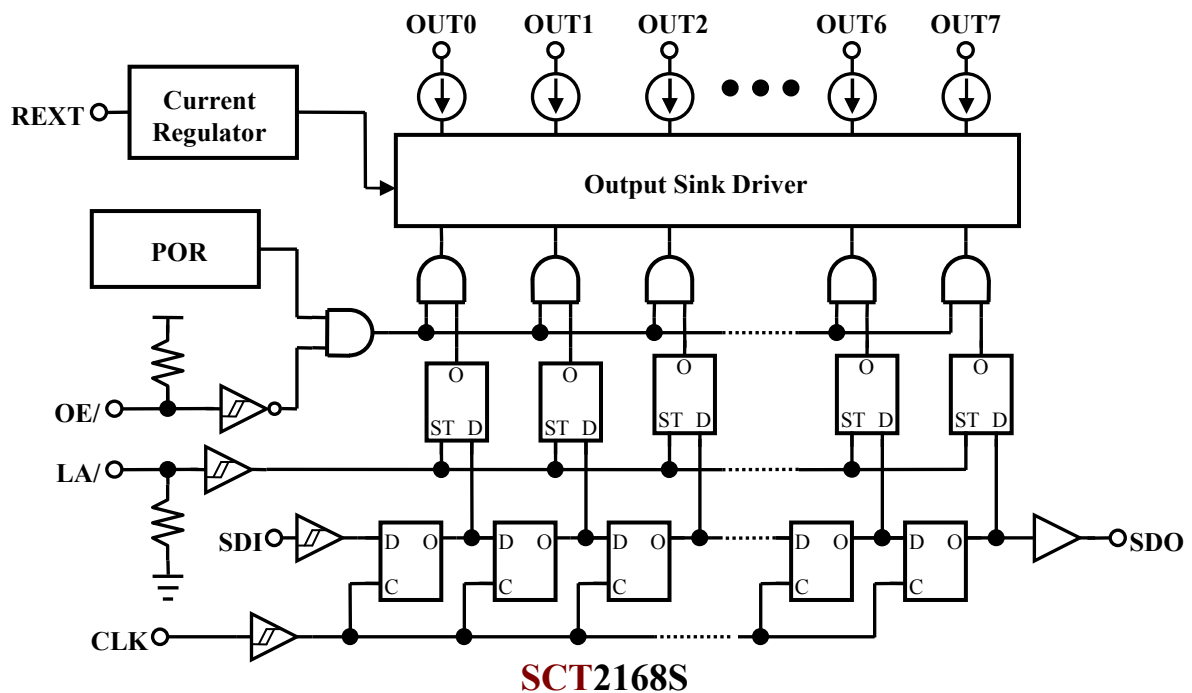 OUT0 OUT1 OUT2 OUT6 OUT7
REXT
Current
Regulator
Output Sink Driver
POR
OE/
O O O O O
ST D ST D ST D ST D ST D
LA/
SDI
D O D O D O D O D O
SDO
C C C C C
CLK
SCT2168S